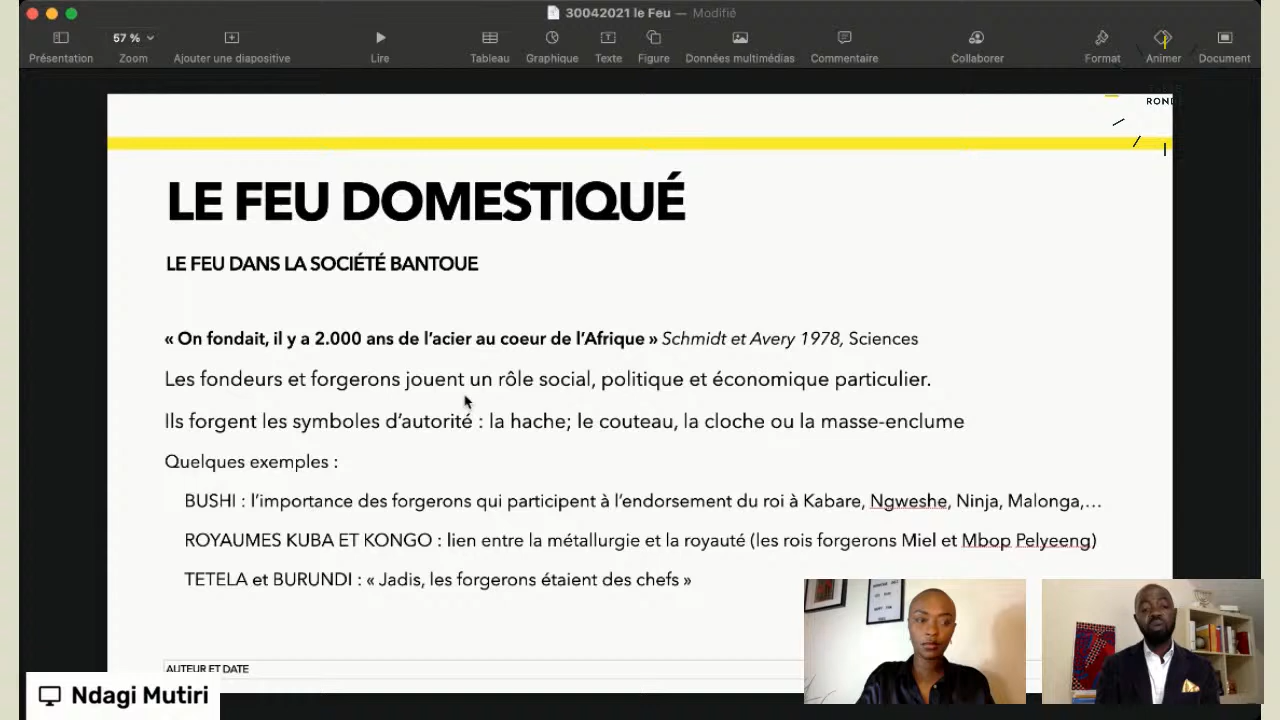 30042021 le Feu — Modifié
57 %
Présentation Zoom Ajouter une diapositive Lire Tableau Graphique Texte Figure Données multimédias Commentaire Collaborer Format Animer Document
ROND
LE FEU DOMESTIQUÉ
LE FEU DANS LA SOCIÉTÉ BANTOUE
« On fondait, il y a 2.000 ans de l’acier au coeur de l’Afrique » Schmidt et Avery 1978, Sciences
Les fondeurs et forgerons jouent un rôle social, politique et économique particulier.
Ils forgent les symboles d’autorité : la hache; le couteau, la cloche ou la masse-enclume
Quelques exemples :
BUSHI : l’importance des forgerons qui participent à l’endorsement du roi à Kabare, Ngweshe, Ninja, Malonga,…
ROYAUMES KUBA ET KONGO : lien entre la métallurgie et la royauté (les rois forgerons Miel et Mbop Pelyeeng)
TETELA et BURUNDI : « Jadis, les forgerons étaient des chefs »
AUTEUR ET DATE
Ndagi Mutiri